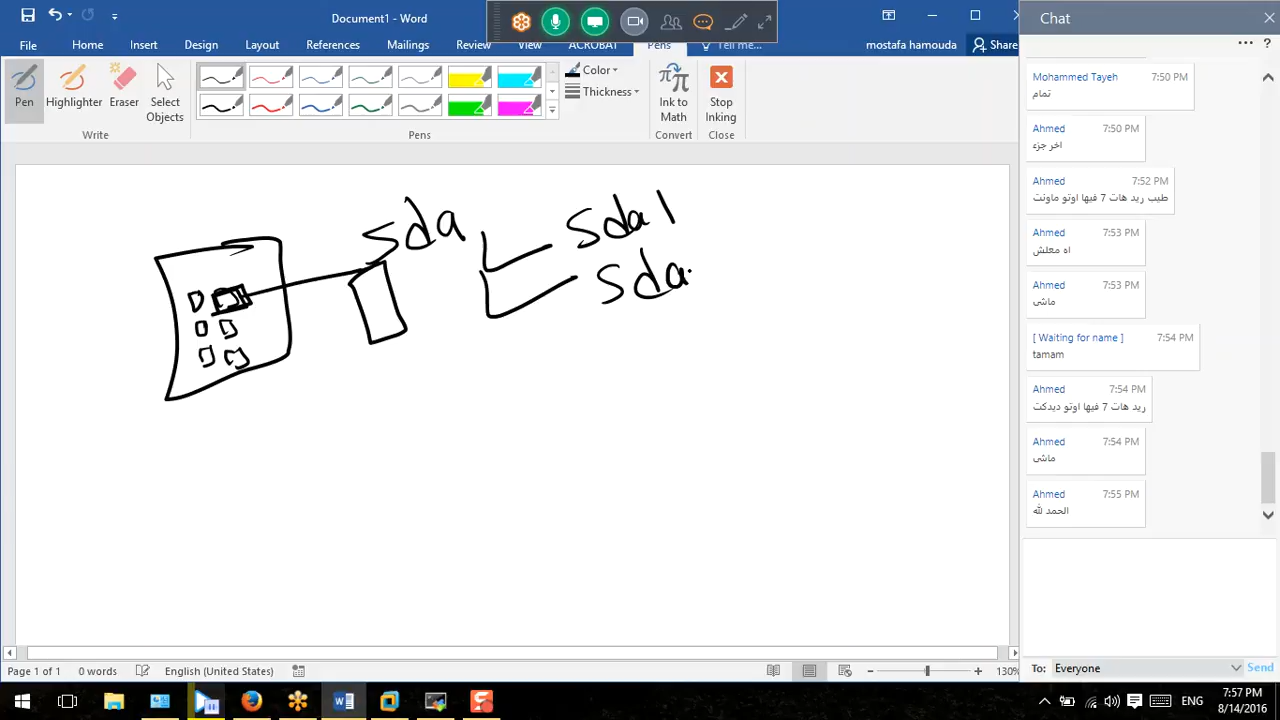 Document1 - Word
Chat
File
Home
Insert
Design
Layout
References
Mailings
Review
View
ACROBAT
Pens
Tell me...
mostafa hamouda
Share
Pen
Highlighter
Eraser
Select Objects
Color
Thickness
Ink to Math
Stop Inking
Write
Pens
Convert
Close
sda
sda1
sda
Mohammed Tayeh 7:50 PM
تمام
Ahmed 7:50 PM
اخر جزء
Ahmed 7:52 PM
طيب ريد هات 7 فيها اوتو ماونت
Ahmed 7:53 PM
اه معلش
Ahmed 7:53 PM
ماشى
[ Waiting for name ] 7:54 PM
tamam
Ahmed 7:54 PM
ريد هات 7 فيها اوتو ديدكت
Ahmed 7:54 PM
ماشى
Ahmed 7:55 PM
الحمد لله
To: Everyone
Send
Page 1 of 1
0 words
English (United States)
130%
ENG
7:57 PM
8/14/2016